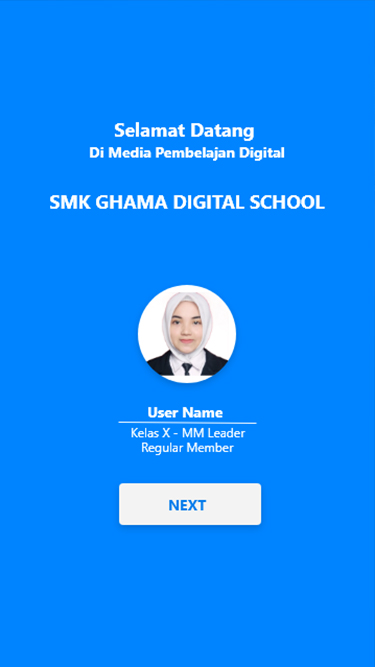 Selamat Datang
Di Media Pembelajan Digital
SMK GHAMA DIGITAL SCHOOL
User Name
Kelas X - MM Leader
Regular Member
NEXT